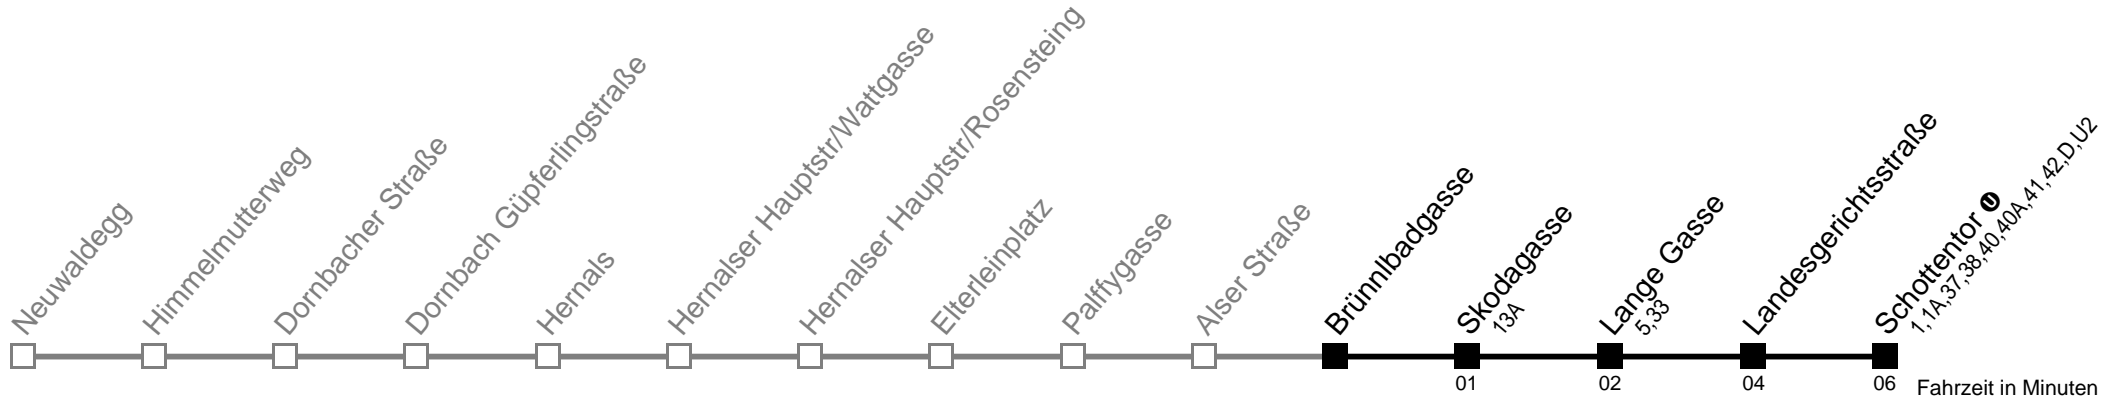 Neuwaldegg
Himmelmutterweg
Dornbacher Straße
Dornbach Güpferlingstraße
Hernals
Hernalser Hauptstr/Wattgasse
Hernalser Hauptstr/Rosensteing
Elterleinplatz
Palffygasse
Alser Straße
Brünnlbadgasse
Skodagasse
13A
Lange Gasse
5,33
Landesgerichtsstraße
Schottentor U
1,1A,37,38,40,40A,41,42,D,U2
01 02 04 06 Fahrzeit in Minuten